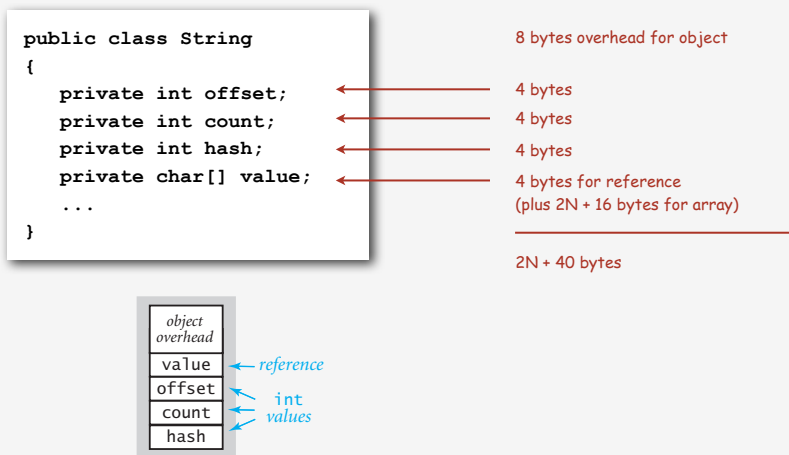 public class String
{
private int offset;
private int count;
private int hash;
private char[] value;
...
}
8 bytes overhead for object
4 bytes
4 bytes
4 bytes
4 bytes for reference
(plus 2N + 16 bytes for array)
2N + 40 bytes
object
overhead
value
offset
count
hash
reference
int
values